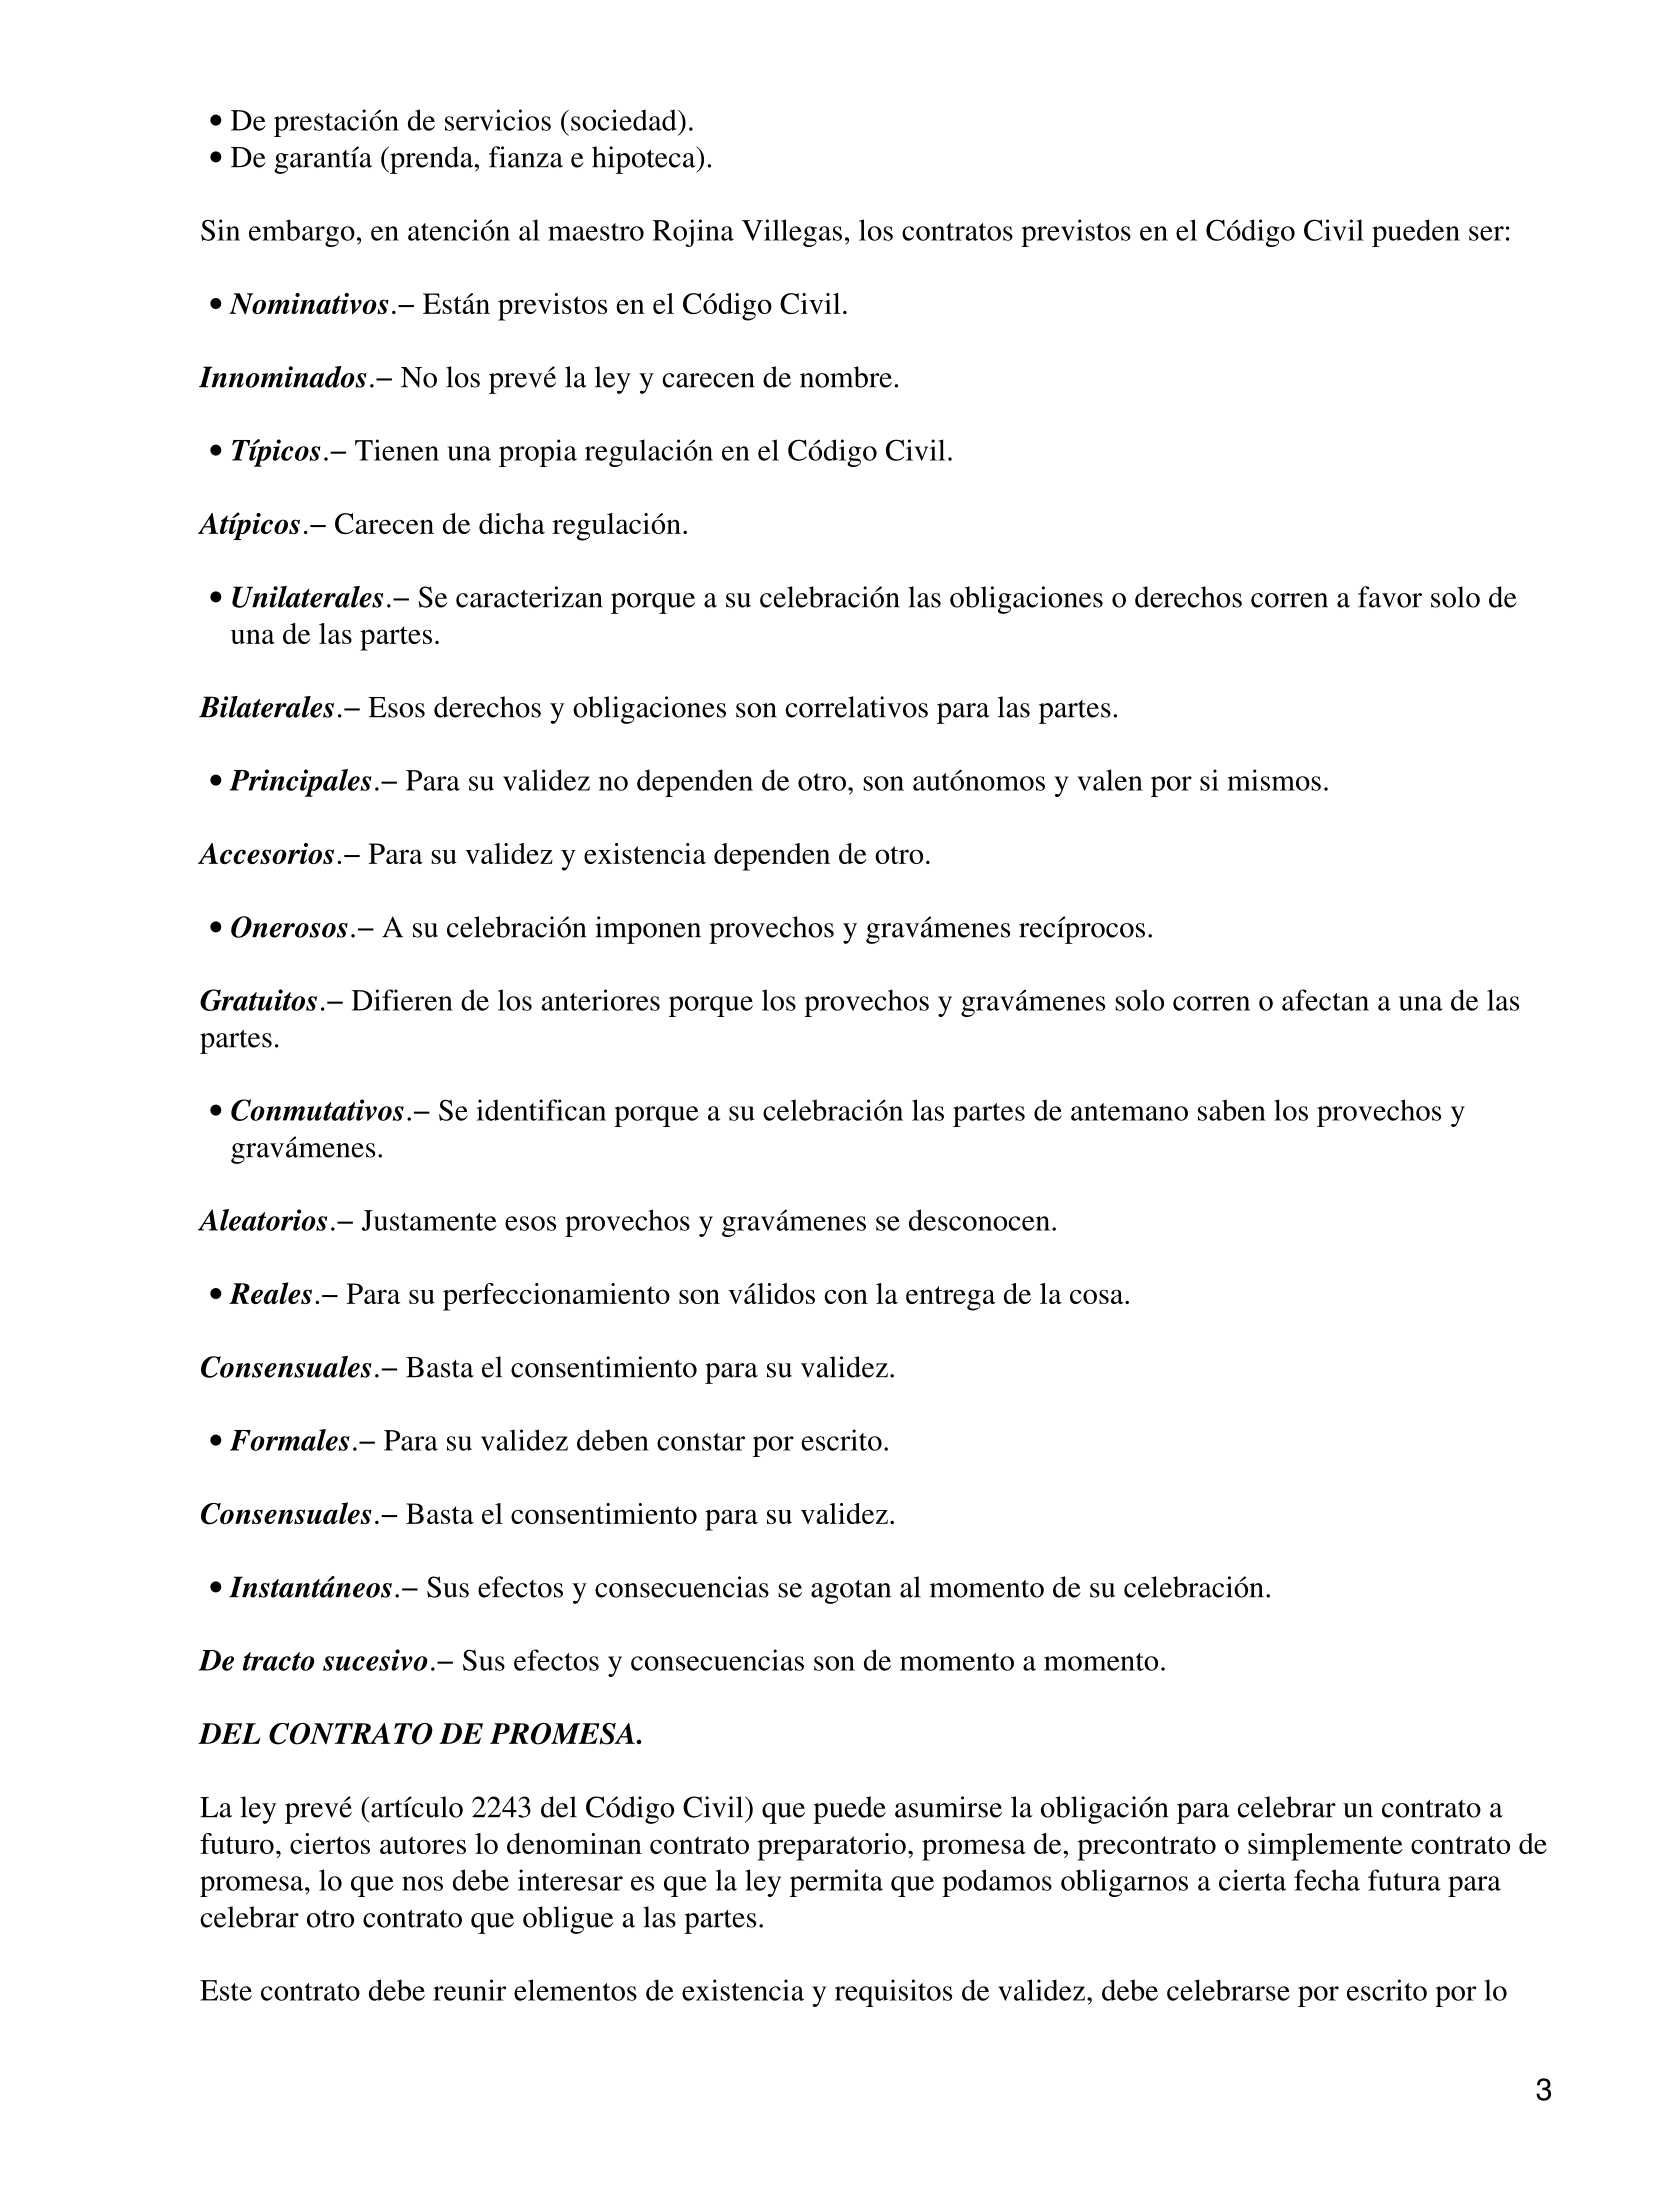 • De prestación de servicios (sociedad).
• De garantía (prenda, fianza e hipoteca).
Sin embargo, en atención al maestro Rojina Villegas, los contratos previstos en el Código Civil pueden ser:
• Nominativos.− Están previstos en el Código Civil.
Innominados.− No los prevé la ley y carecen de nombre.
• Típicos.− Tienen una propia regulación en el Código Civil.
Atípicos.− Carecen de dicha regulación.
• Unilaterales.− Se caracterizan porque a su celebración las obligaciones o derechos corren a favor solo de
una de las partes.
Bilaterales.− Esos derechos y obligaciones son correlativos para las partes.
• Principales.− Para su validez no dependen de otro, son autónomos y valen por si mismos.
Accesorios.− Para su validez y existencia dependen de otro.
• Onerosos.− A su celebración imponen provechos y gravámenes recíprocos.
Gratuitos.− Difieren de los anteriores porque los provechos y gravámenes solo corren o afectan a una de las
partes.
• Conmutativos.− Se identifican porque a su celebración las partes de antemano saben los provechos y
gravámenes.
Aleatorios.− Justamente esos provechos y gravámenes se desconocen.
• Reales.− Para su perfeccionamiento son válidos con la entrega de la cosa.
Consensuales.− Basta el consentimiento para su validez.
• Formales.− Para su validez deben constar por escrito.
Consensuales.− Basta el consentimiento para su validez.
• Instantáneos.− Sus efectos y consecuencias se agotan al momento de su celebración.
De tracto sucesivo.− Sus efectos y consecuencias son de momento a momento.
DEL CONTRATO DE PROMESA.
La ley prevé (artículo 2243 del Código Civil) que puede asumirse la obligación para celebrar un contrato a
futuro, ciertos autores lo denominan contrato preparatorio, promesa de, precontrato o simplemente contrato de
promesa, lo que nos debe interesar es que la ley permita que podamos obligarnos a cierta fecha futura para
celebrar otro contrato que obligue a las partes.
Este contrato debe reunir elementos de existencia y requisitos de validez, debe celebrarse por escrito por lo
3